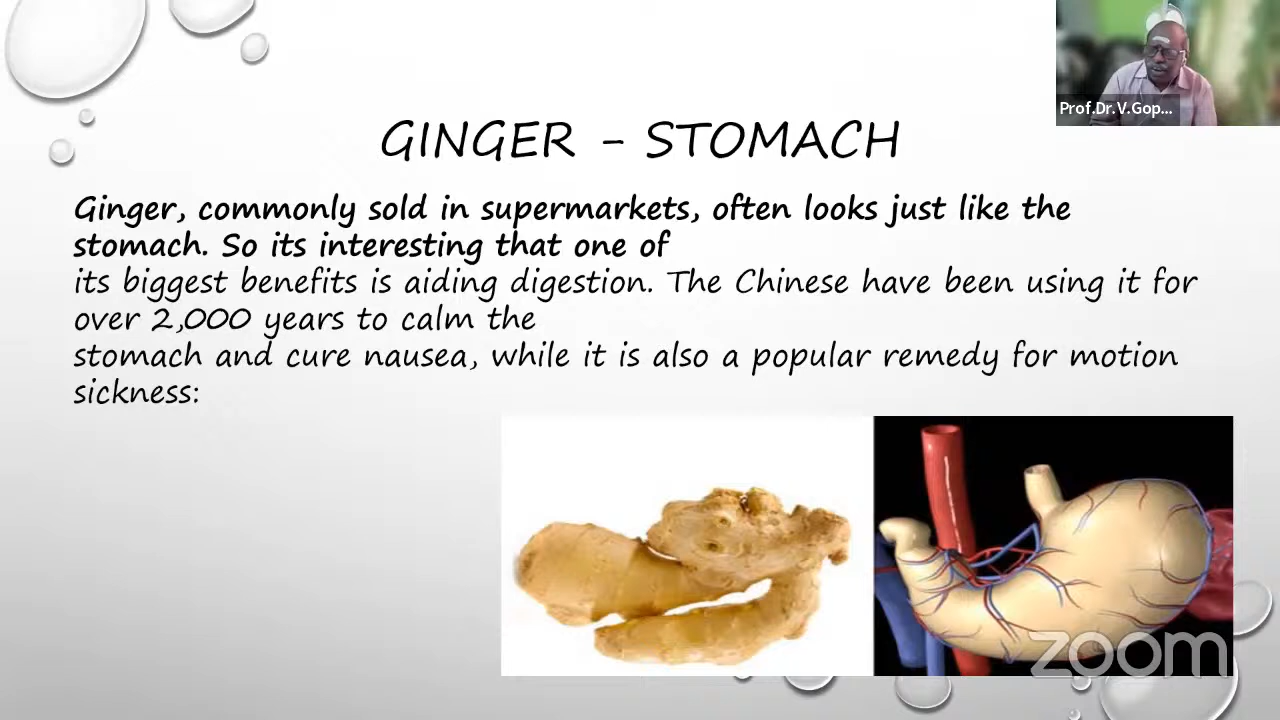 Prof.Dr.V.Gop...
GINGER - STOMACH
Ginger, commonly sold in supermarkets, often looks just like the
stomach. So its interesting that one of
its biggest benefits is aiding digestion. The Chinese have been using it for
over 2,000 years to calm the
stomach and cure nausea, while it is also a popular remedy for motion
sickness:
zoom